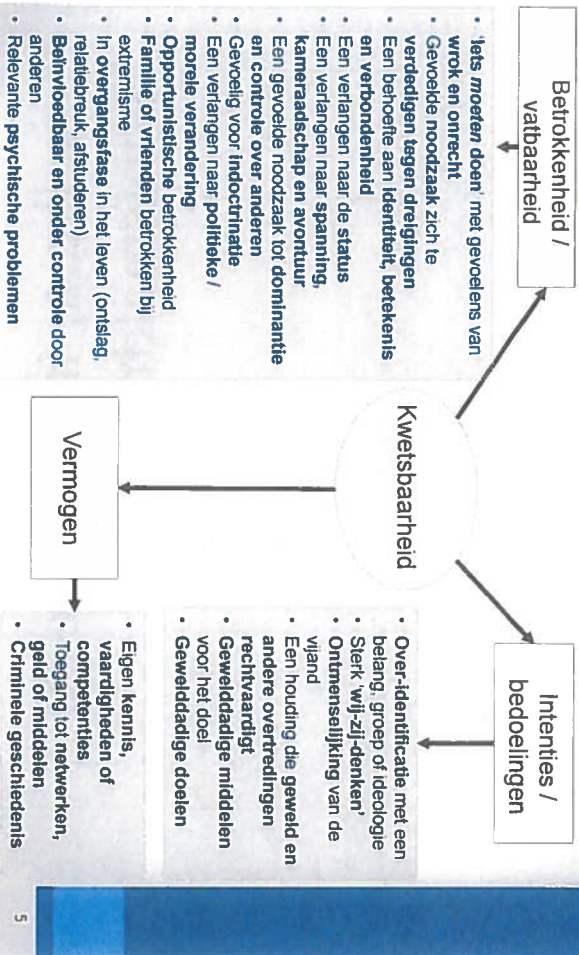 Betrokkenheid /
vatbaarheid
• 'Iets moeten doen' met gevoelens van
wrok en onrecht
• Gevoelde noodzaak zich te
verdedigen tegen dreigingen
• Een behoefte aan identiteit, betekenis
en verbondenheid
• Een verlangen naar de status
• Een verlangen naar spanning,
kameraadschap en avontuur
• Een gevoelde noodzaak tot dominantie
en controle over anderen
• Gevoelig voor indoctrinatie
• Een verlangen naar politieke /
morele verandering
• Opportunistische betrokkenheid
• Familie of vrienden betrokken bij
extremisme
• In overgangsfase in het leven (ontslag,
relatiebreuk, afstuderen)
• Beïnvloedbaar en onder controle door
anderen
• Relevante psychische problemen
Kwetsbaarheid
Intenties /
bedoelingen
• Over-identificatie met een
belang, groep of ideologie
• Sterk 'wij-zij-denken'
• Ontmenselijking van de
vijand
• Een houding die geweld en
andere overtredingen
rechtvaardigt
• Gewelddadige middelen
voor het doel
• Gewelddadige doelen
Vermogen
• Eigen kennis,
vaardigheden of
competenties
• Toegang tot netwerken,
geld of middelen
• Criminele geschiedenis
5